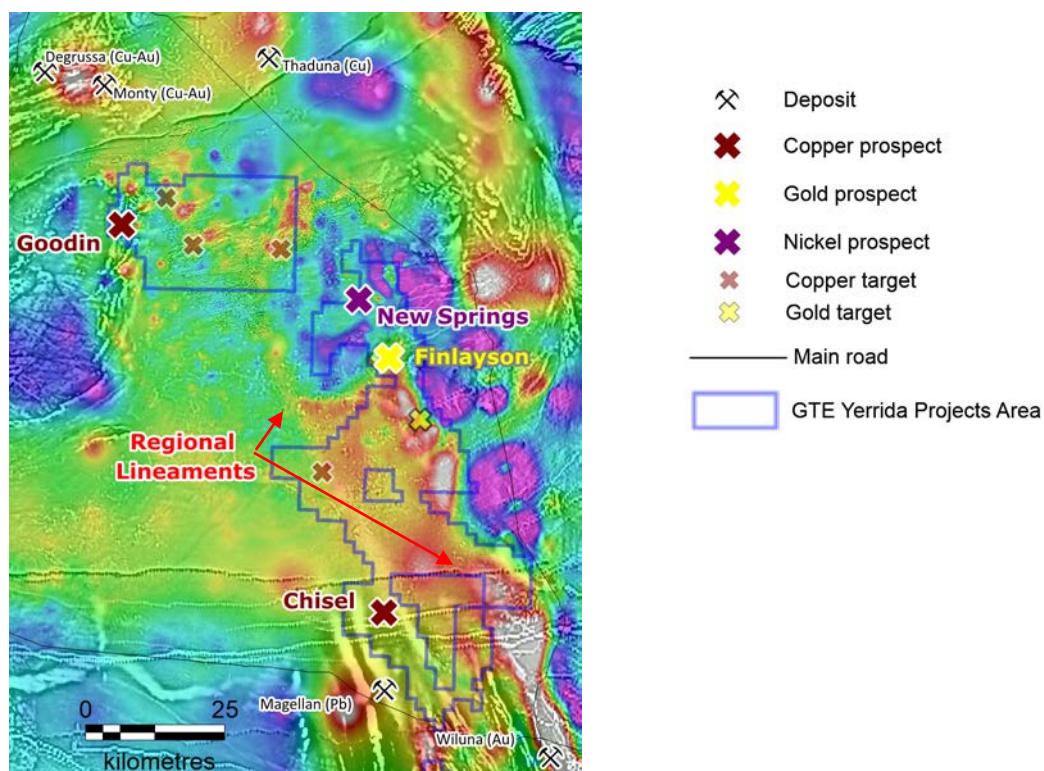 Degrussa (Cu-Au)
Thaduna (Cu)
Monty (Cu-Au)
Goodin
New Springs
Finlayson
Regional
Lineaments
Chisel
Magellan (Pb)
Wiluna (Au)
0 25
kilometres
Deposit
Copper prospect
Gold prospect
Nickel prospect
Copper target
Gold target
Main road
GTE Yerrida Projects Area